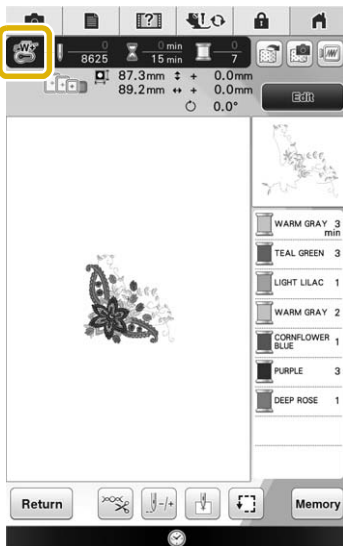 ?
W
0
8625
0 min
15 min
0
7
87.3mm + 0.0mm
89.2mm + 0.0mm
0.0°
Edit
WARM GRAY 3
min
TEAL GREEN 3
LIGHT LILAC 1
WARM GRAY 2
CORNFLOWER
BLUE 1
PURPLE 3
DEEP ROSE 1
Return
-/+
Memory